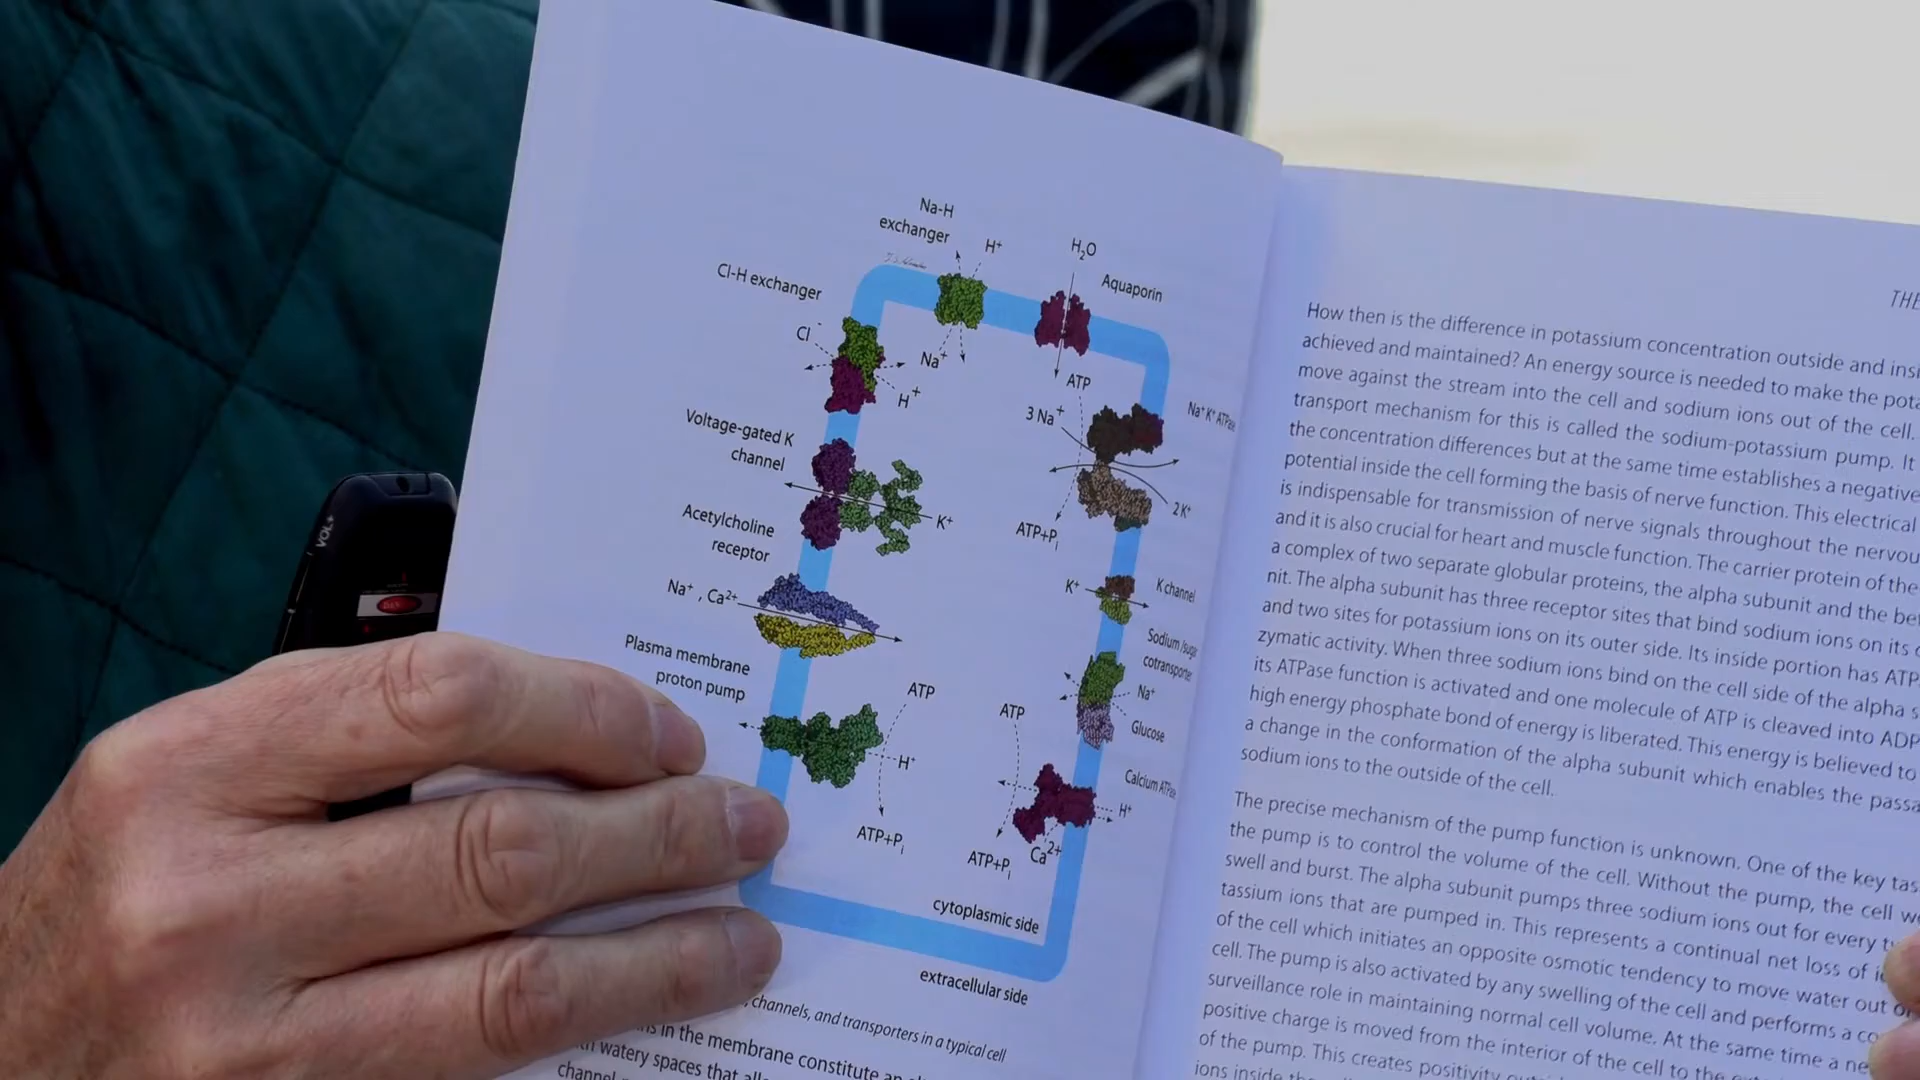 Na-H
exchanger
H⁺
H₂O
Aquaporin
Cl-H exchanger
Cl⁻
Na⁺
H⁺
ATP
3 Na⁺
Na⁺ K⁺ ATPase
Voltage-gated K
channel
K⁺
2 K⁺
ATP+Pᵢ
Acetylcholine
receptor
Na⁺ , Ca²⁺
K⁺
K channel
Plasma membrane
proton pump
Sodium /sugar
cotransporter
Na⁺
Glucose
ATP
ATP
H⁺
Calcium ATPase
H⁺
ATP+Pᵢ
ATP+Pᵢ
Ca²⁺
cytoplasmic side
extracellular side
channels, and transporters in a typical cell
in the membrane constitute
watery spaces that
channel
VOL+
THE
How then is the difference in potassium concentration outside and
achieved and maintained? An energy source is needed to make the
move against the stream into the cell and sodium ions out of the cell.
transport mechanism for this is called the sodium-potassium pump. It
the concentration differences but at the same time establishes a negative
potential inside the cell forming the basis of nerve function. This electrical
is indispensable for transmission of nerve signals throughout the
and it is also crucial for heart and muscle function. The carrier protein of the
a complex of two separate globular proteins, the alpha subunit and the
nit. The alpha subunit has three receptor sites that bind sodium ions on its
and two sites for potassium ions on its outer side. Its inside portion has
zymatic activity. When three sodium ions bind on the cell side of the alpha
its ATPase function is activated and one molecule of ATP is cleaved into
high energy phosphate bond of energy is liberated. This energy is believed to
a change in the conformation of the alpha subunit which enables the
sodium ions to the outside of the cell.
The precise mechanism of the pump function is unknown. One of the key
the pump is to control the volume of the cell. Without the pump, the cell
swell and burst. The alpha subunit pumps three sodium ions out for every
tassium ions that are pumped in. This represents a continual net loss of
of the cell which initiates an opposite osmotic tendency to move water out
cell. The pump is also activated by any swelling of the cell and performs a
surveillance role in maintaining normal cell volume. At the same time a
positive charge is moved from the interior of the cell to the
of the pump. This creates positivity
ions inside